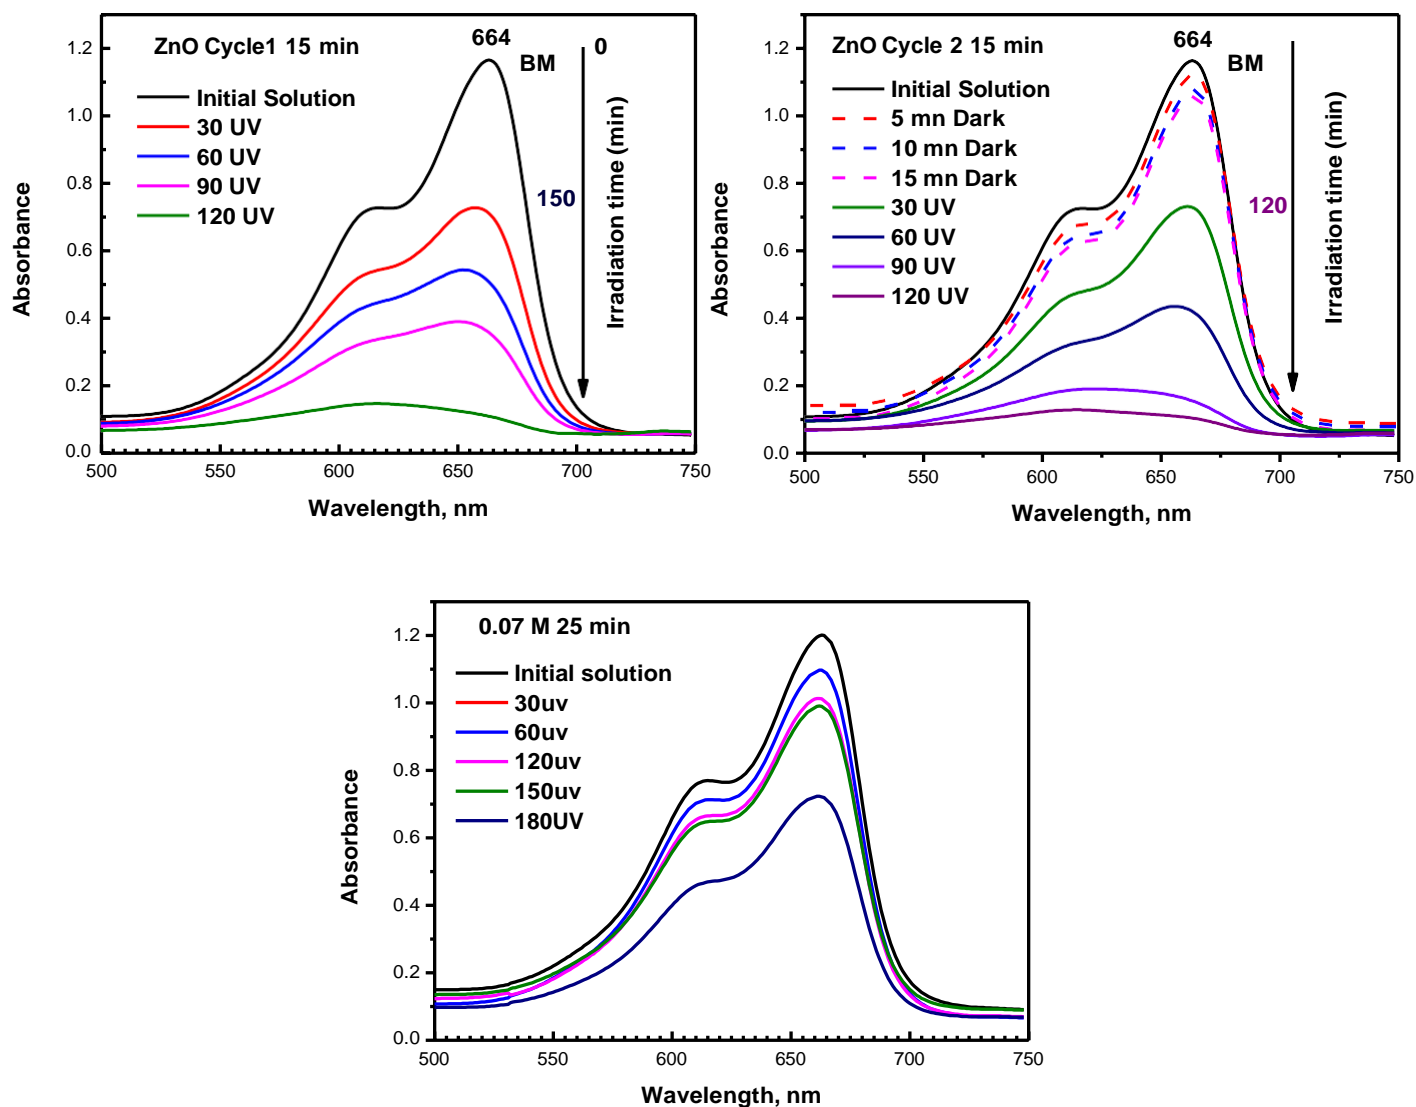 ZnO Cycle1 15 min
664
BM
0
Initial Solution
30 UV
60 UV
90 UV
120 UV
150
Irradiation time (min)
Absorbance
1.2
1.0
0.8
0.6
0.4
0.2
0.0
500 550 600 650 700 750
Wavelength, nm
ZnO Cycle 2 15 min
664
BM
Initial Solution
5 mn Dark
10 mn Dark
15 mn Dark
30 UV
60 UV
90 UV
120 UV
120
Irradiation time (min)
Absorbance
1.2
1.0
0.8
0.6
0.4
0.2
0.0
500 550 600 650 700 750
Wavelength, nm
0.07 M 25 min
Initial solution
30uv
60uv
120uv
150uv
180UV
Absorbance
1.2
1.0
0.8
0.6
0.4
0.2
0.0
500 550 600 650 700 750
Wavelength, nm